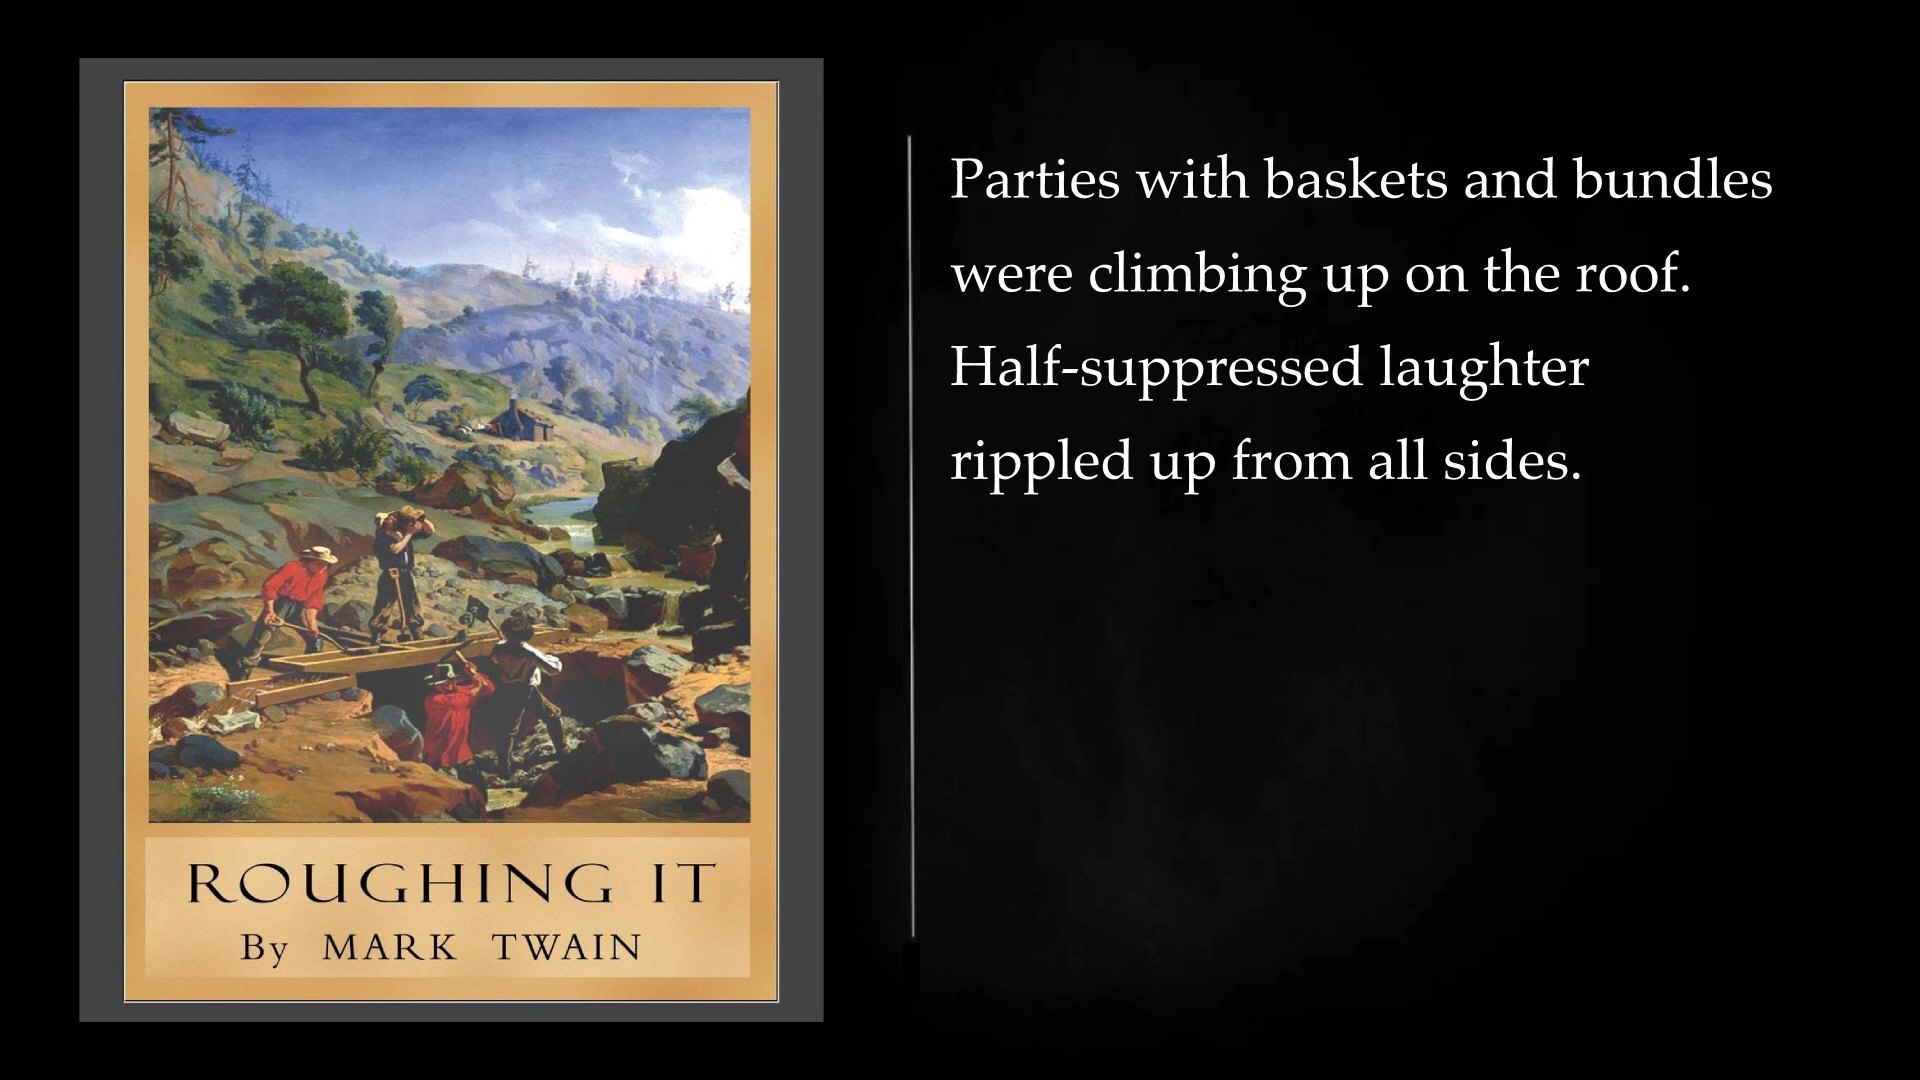 ROUGHING IT
By MARK TWAIN
Parties with baskets and bundles
were climbing up on the roof.
Half-suppressed laughter
rippled up from all sides.